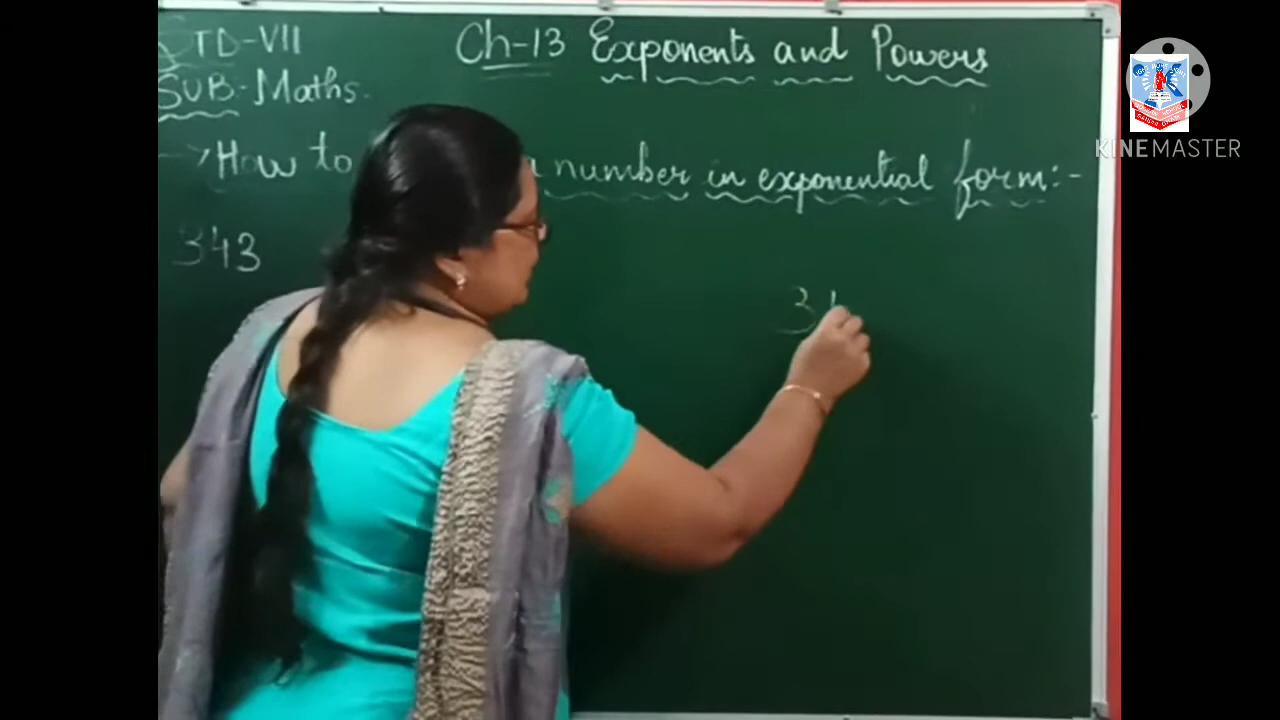 STD-VII
Ch-13 Exponents and Powers
SUB-Maths.
→ How to number in exponential form:-
343
3
KINEMASTER